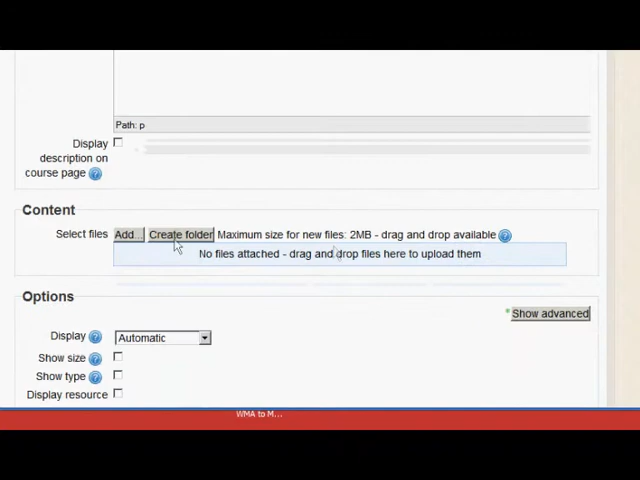 Path: p
Display
description on
course page
Content
Select files Add... Create folder Maximum size for new files: 2MB - drag and drop available
No files attached - drag and drop files here to upload them
Options
* Show advanced
Display Automatic
Show size
Show type
Display resource
WMA to M...